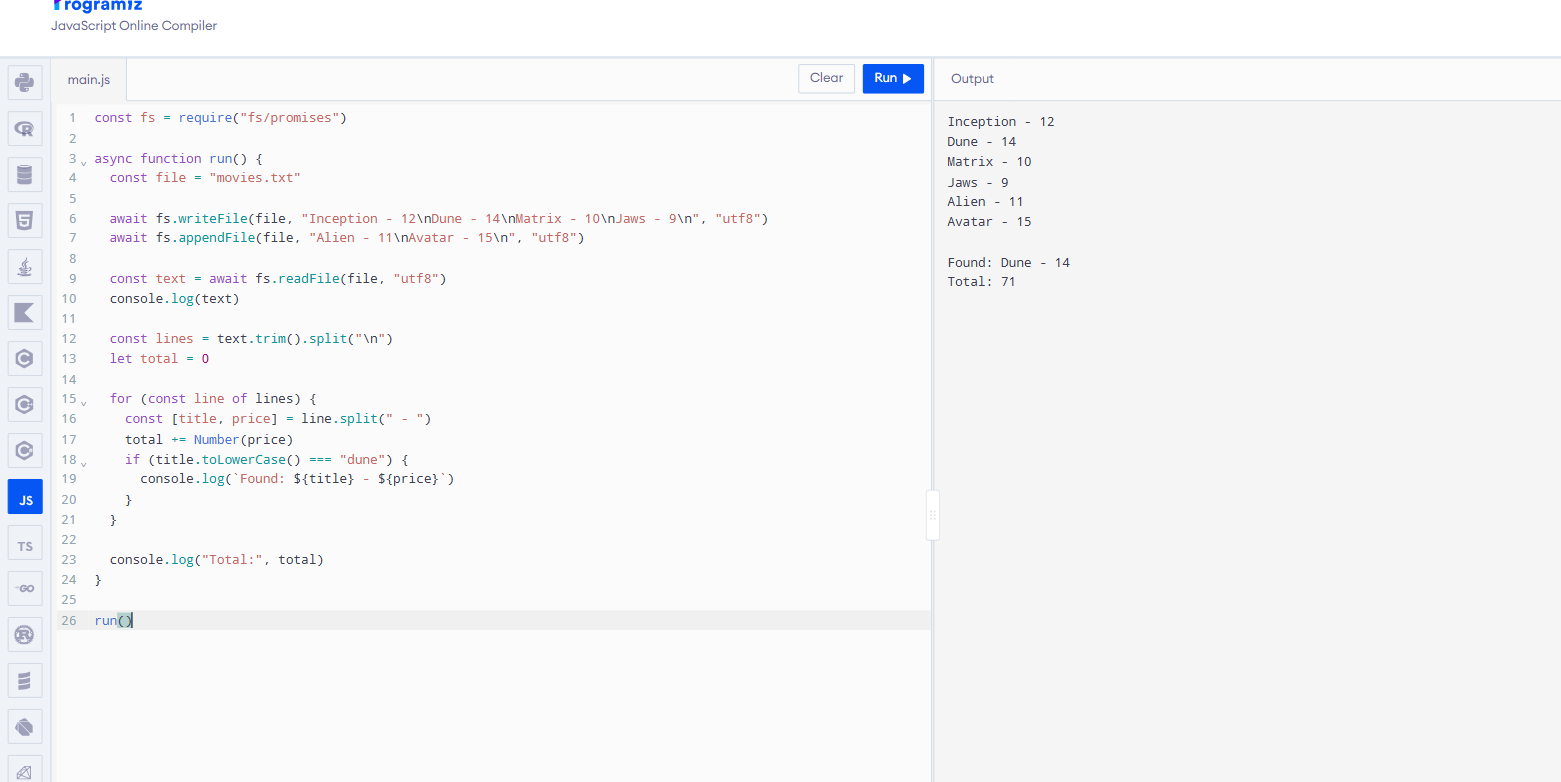 Programiz
JavaScript Online Compiler
main.js
Clear
Run
Output
1 const fs = require("fs/promises")
2
3 async function run() {
4   const file = "movies.txt"
5
6   await fs.writeFile(file, "Inception - 12\nDune - 14\nMatrix - 10\nJaws - 9\n", "utf8")
7   await fs.appendFile(file, "Alien - 11\nAvatar - 15\n", "utf8")
8
9   const text = await fs.readFile(file, "utf8")
10   console.log(text)
11
12   const lines = text.trim().split("\n")
13   let total = 0
14
15   for (const line of lines) {
16     const [title, price] = line.split(" - ")
17     total += Number(price)
18     if (title.toLowerCase() === "dune") {
19       console.log(`Found: ${title} - ${price}`)
20     }
21   }
22
23   console.log("Total:", total)
24 }
25
26 run()
Inception - 12
Dune - 14
Matrix - 10
Jaws - 9
Alien - 11
Avatar - 15
Found: Dune - 14
Total: 71
R
5
C
C
C
JS
TS
GO
R